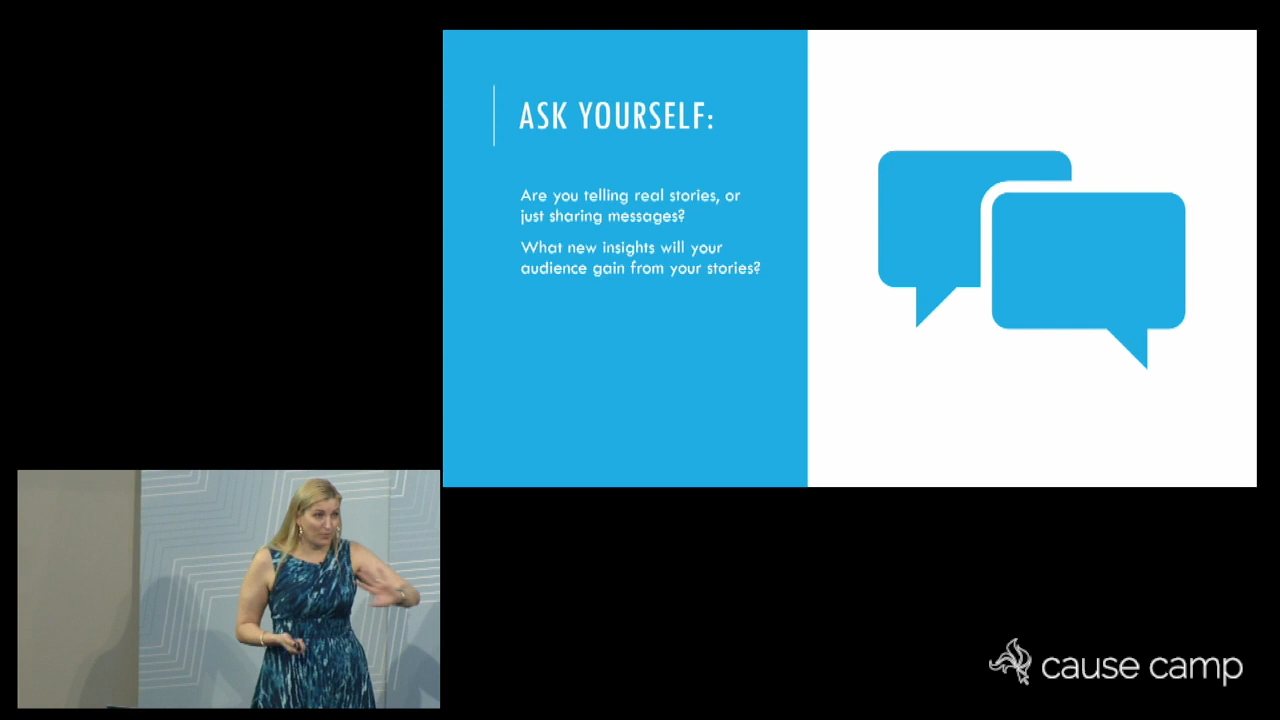 ASK YOURSELF:
Are you telling real stories, or
just sharing messages?
What new insights will your
audience gain from your stories?
cause camp